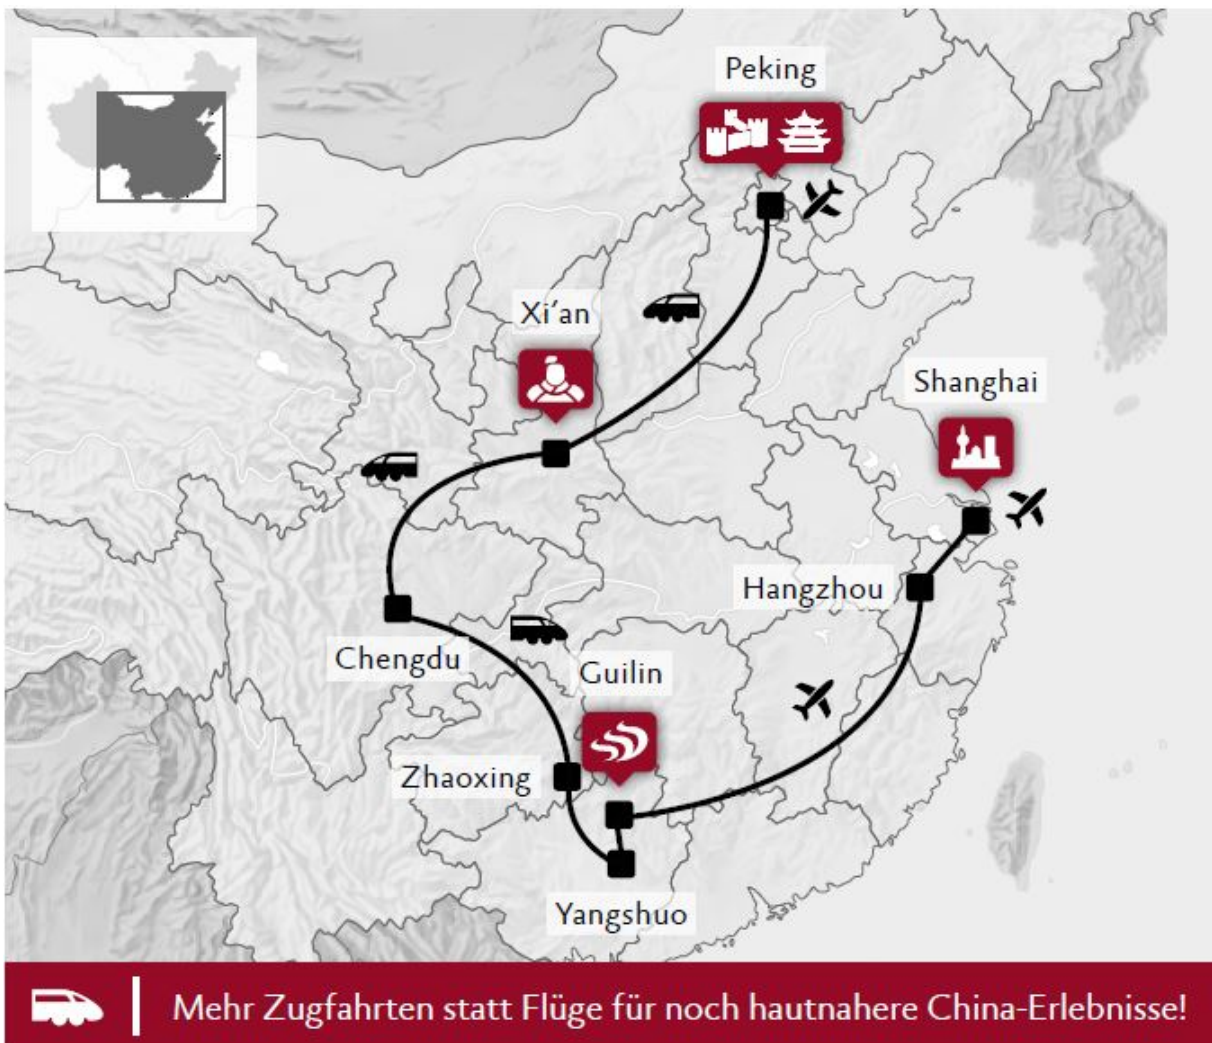 Peking
Xi’an
Shanghai
Hangzhou
Chengdu
Guilin
Zhaoxing
Yangshuo
Mehr Zugfahrten statt Flüge für noch hautnahere China-Erlebnisse!